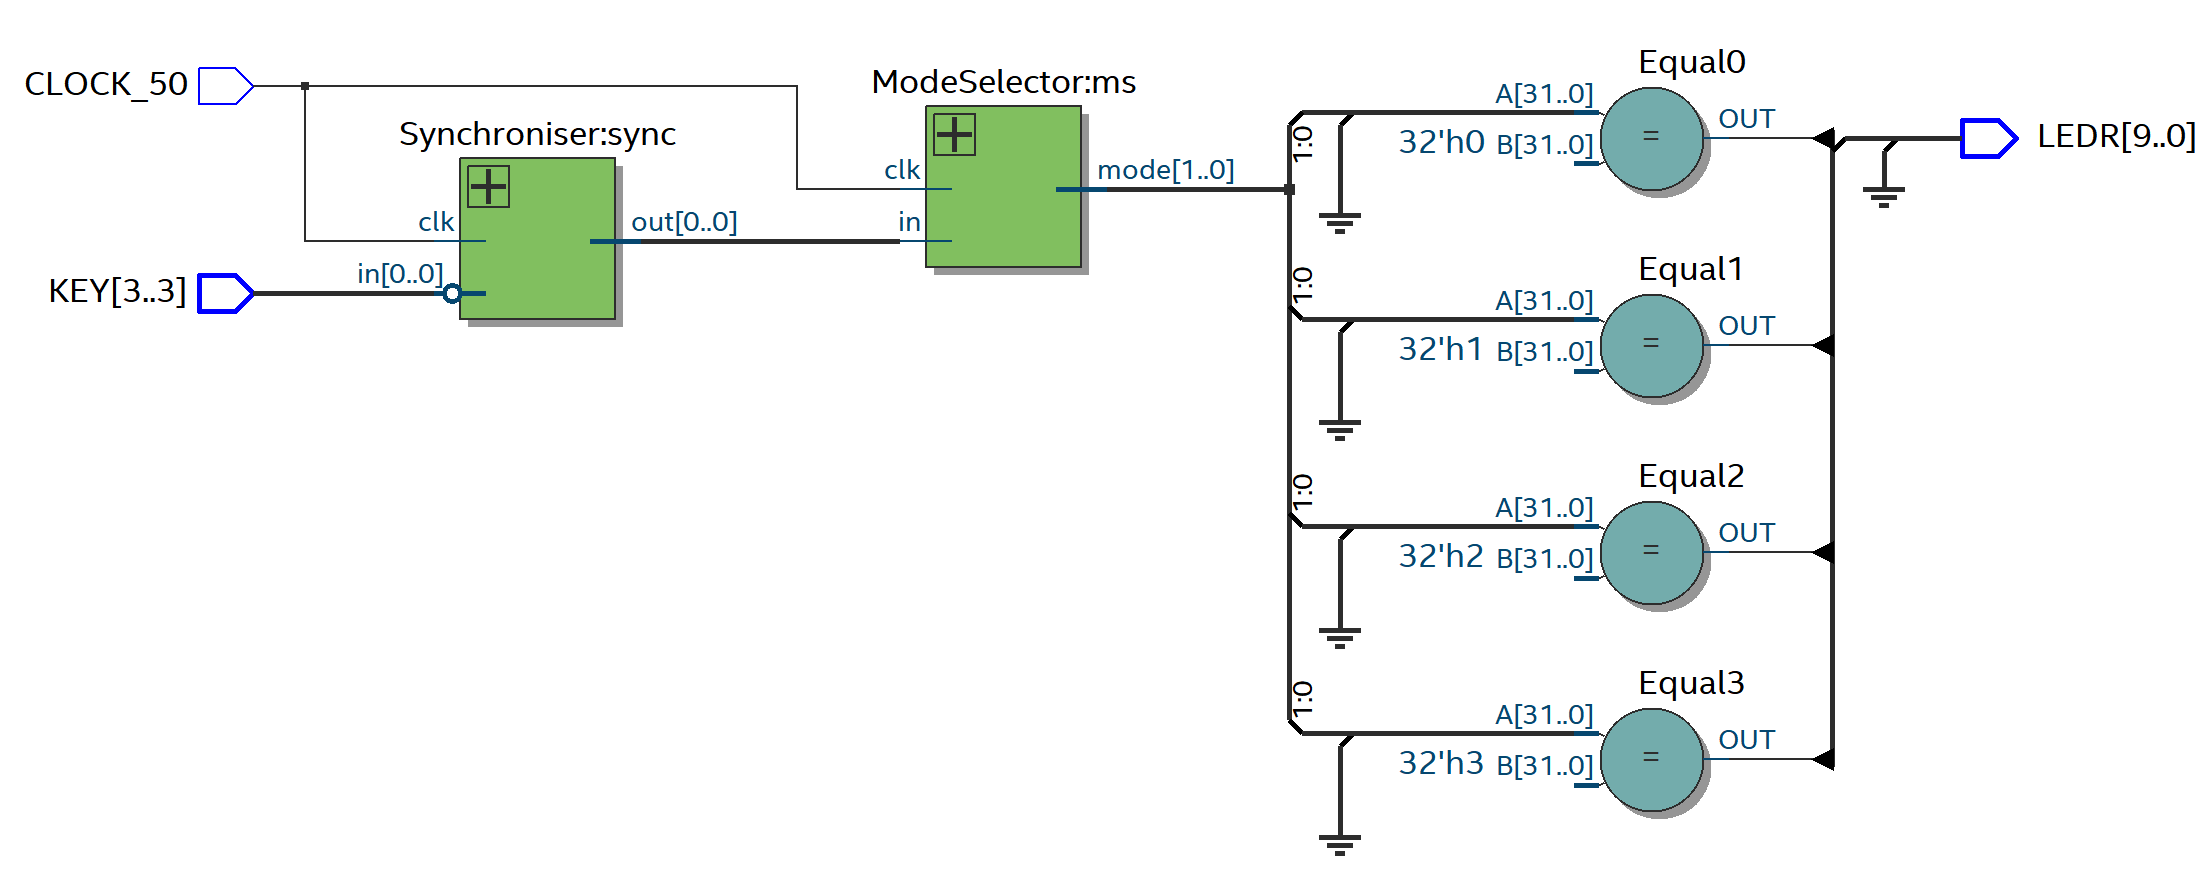 CLOCK_50
KEY[3..3]
Synchroniser:sync
clk
in[0..0]
out[0..0]
ModeSelector:ms
clk
in
mode[1..0]
1:0
1:0
1:0
1:0
Equal0
A[31..0]
32'h0 B[31..0]
=
OUT
Equal1
A[31..0]
32'h1 B[31..0]
=
OUT
Equal2
A[31..0]
32'h2 B[31..0]
=
OUT
Equal3
A[31..0]
32'h3 B[31..0]
=
OUT
LEDR[9..0]